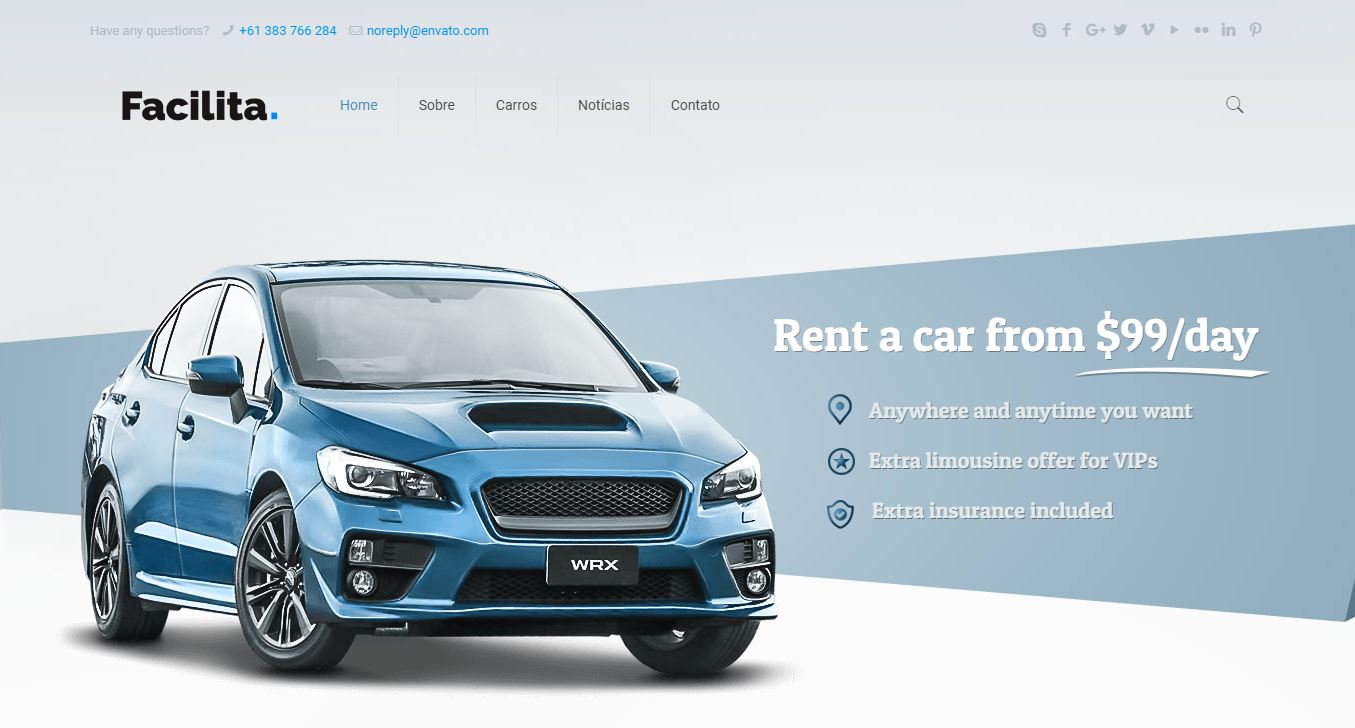 Have any questions? +61 383 766 284 noreply@envato.com
Facilita. Home Sobre Carros Notícias Contato
Rent a car from $99/day
Anywhere and anytime you want
Extra limousine offer for VIPs
Extra insurance included
WRX